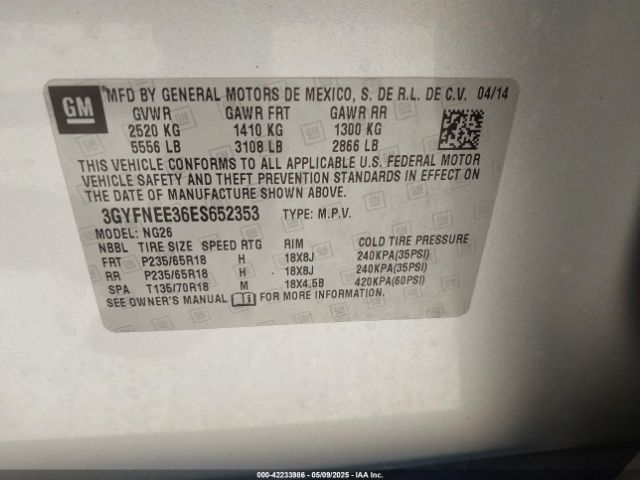 GM
MFD BY GENERAL MOTORS DE MEXICO, S. DE R.L. DE C.V. 04/14
GVWR GAWR FRT GAWR RR
2520 KG 1410 KG 1300 KG
5556 LB 3108 LB 2866 LB
THIS VEHICLE CONFORMS TO ALL APPLICABLE U.S. FEDERAL MOTOR
VEHICLE SAFETY AND THEFT PREVENTION STANDARDS IN EFFECT ON
THE DATE OF MANUFACTURE SHOWN ABOVE.
3GYFNEE36ES652353 TYPE: M.P.V.
MODEL: NG26
NBBL TIRE SIZE SPEED RTG RIM COLD TIRE PRESSURE
FRT P235/65R18 H 18X8J 240KPA(35PSI)
RR P235/65R18 H 18X8J 240KPA(35PSI)
SPA T135/70R18 M 18X4.5B 420KPA(60PSI)
SEE OWNER'S MANUAL
000-42233986 - 05/09/2025 - IAA Inc.